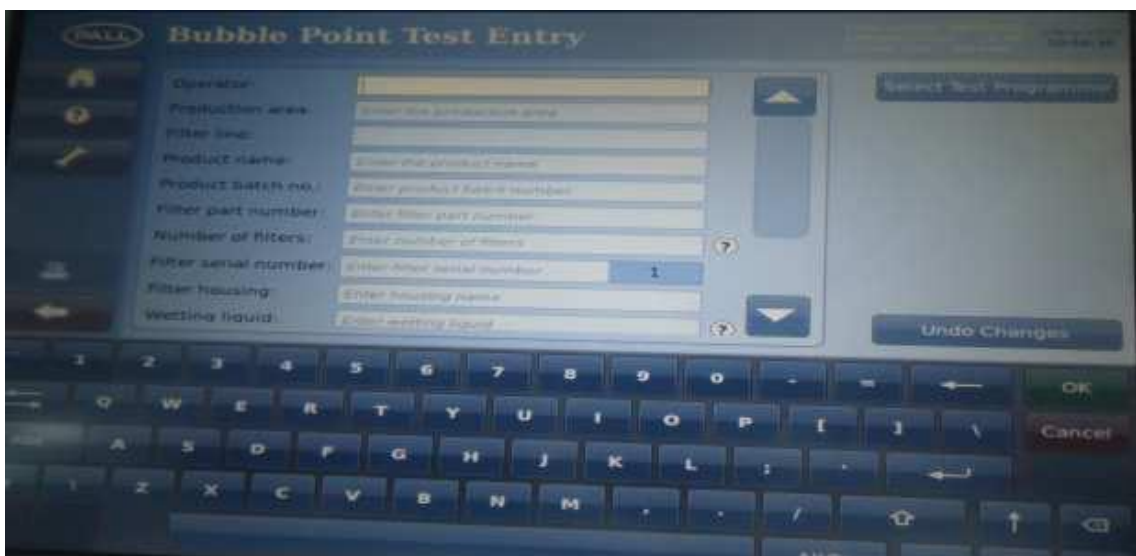 PALL Bubble Point Test Entry
Operator:
Production area: Enter the production area
Filter line:
Product name: Enter the product name
Product batch no.: Enter product batch number
Filter part number: Enter filter part number
Number of filters: Enter number of filters ?
Filter serial number: Enter filter serial number 1
Filter housing: Enter housing name
Wetting liquid: Enter wetting liquid ?
Select Test Programme
Undo Changes
1 2 3 4 5 6 7 8 9 0 - =
OK
Q W E R T Y U I O P [ ] \
Cancel
A S D F G H J K L ;
\ Z X C V B N M , . /